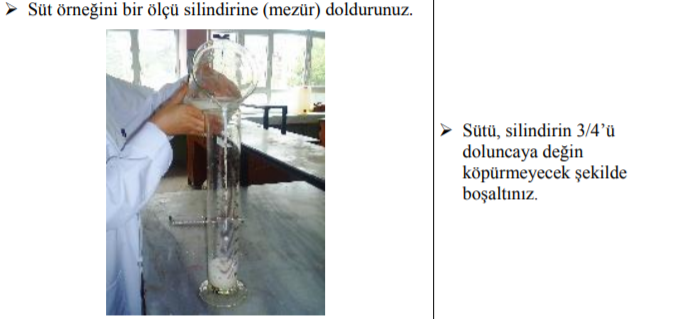 ➢ Süt örneğini bir ölçü silindirine (mezür) doldurunuz.
➢ Sütü, silindirin 3/4’ü
doluncaya değin
köpürmeyecek şekilde
boşaltınız.